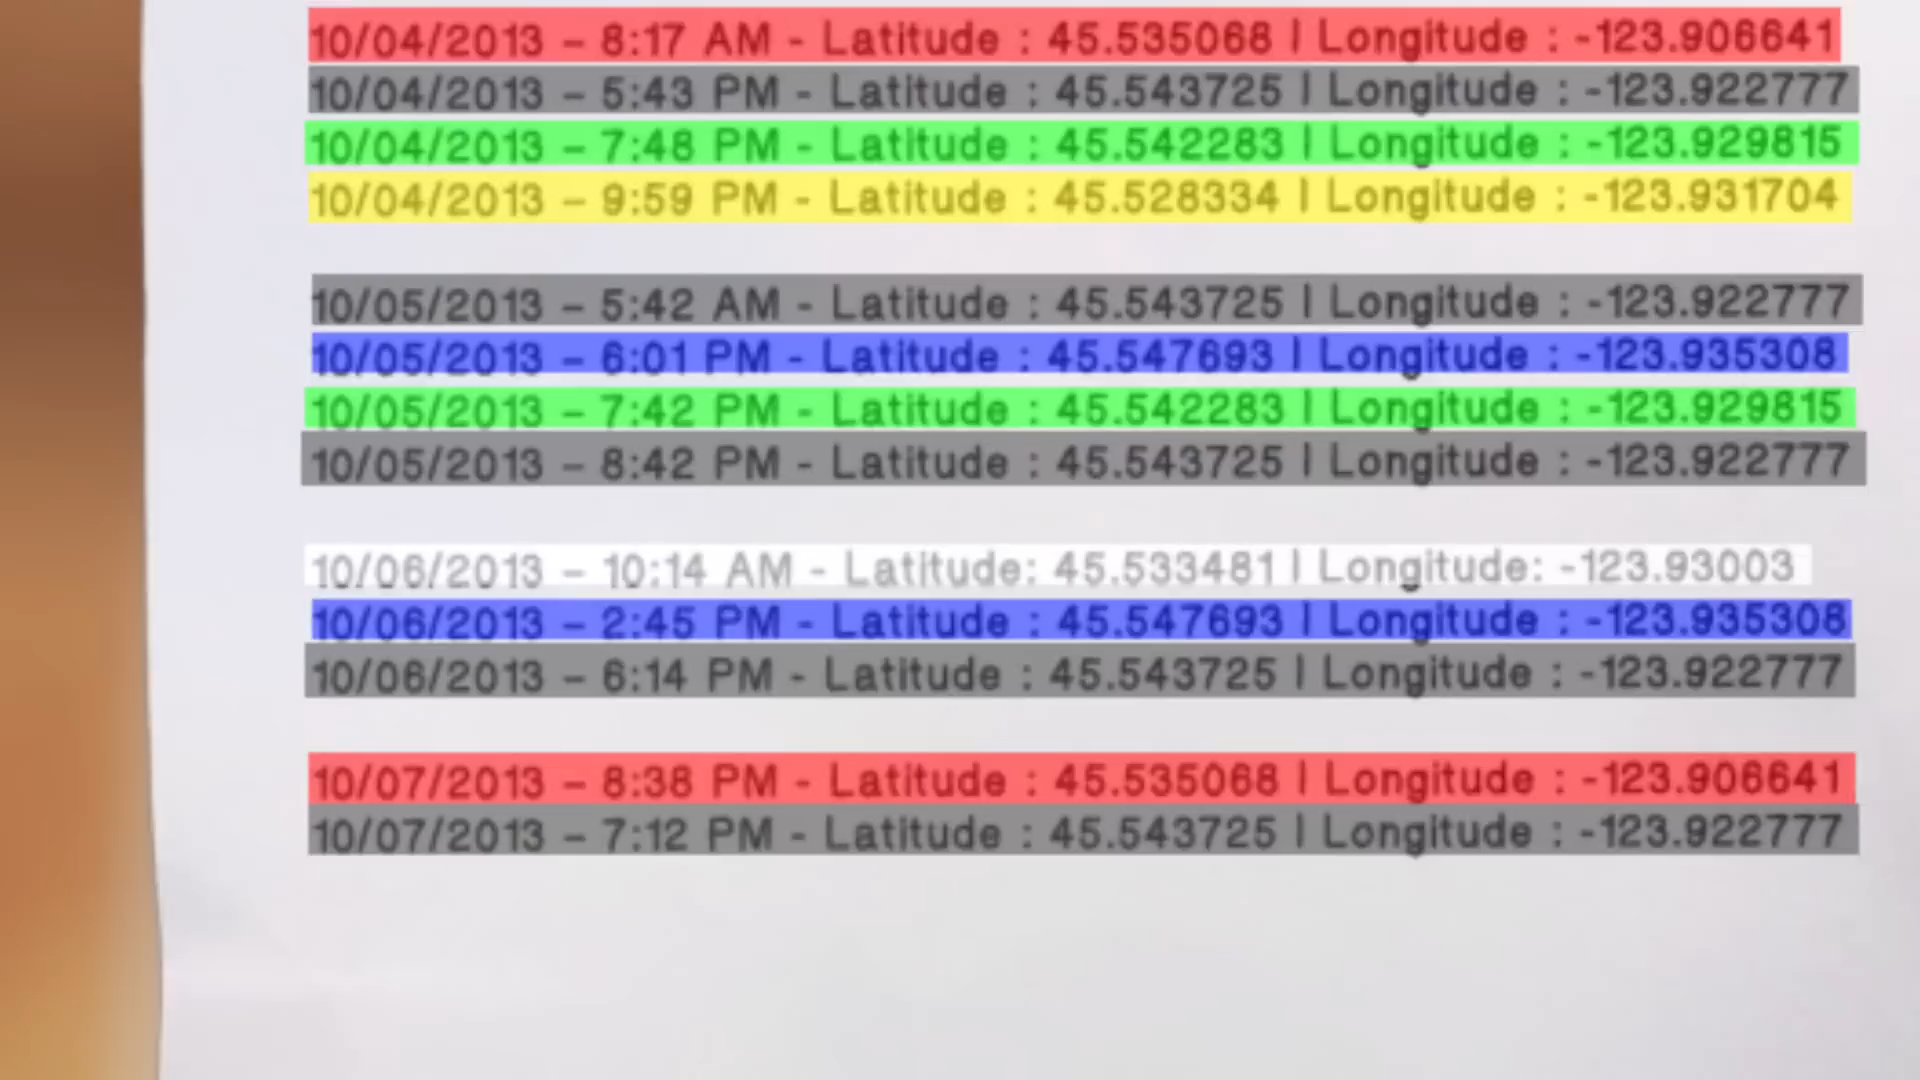 10/04/2013 – 8:17 AM - Latitude : 45.535068 | Longitude : -123.906641
10/04/2013 – 5:43 PM - Latitude : 45.543725 | Longitude : -123.922777
10/04/2013 – 7:48 PM - Latitude : 45.542283 | Longitude : -123.929815
10/04/2013 – 9:59 PM - Latitude : 45.528334 | Longitude : -123.931704
10/05/2013 – 5:42 AM - Latitude : 45.543725 | Longitude : -123.922777
10/05/2013 – 6:01 PM - Latitude : 45.547693 | Longitude : -123.935308
10/05/2013 – 7:42 PM - Latitude : 45.542283 | Longitude : -123.929815
10/05/2013 – 8:42 PM - Latitude : 45.543725 | Longitude : -123.922777
10/06/2013 – 10:14 AM - Latitude: 45.533481 | Longitude: -123.93003
10/06/2013 – 2:45 PM - Latitude : 45.547693 | Longitude : -123.935308
10/06/2013 – 6:14 PM - Latitude : 45.543725 | Longitude : -123.922777
10/07/2013 – 8:38 PM - Latitude : 45.535068 | Longitude : -123.906641
10/07/2013 – 7:12 PM - Latitude : 45.543725 | Longitude : -123.922777